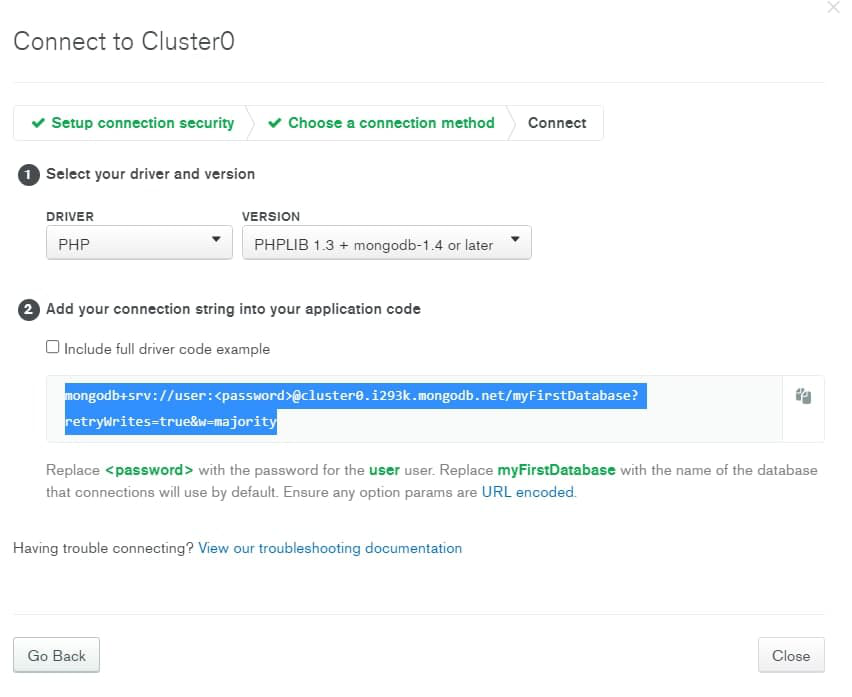 Connect to Cluster0
✔ Setup connection security ✔ Choose a connection method Connect
1 Select your driver and version
DRIVER VERSION
PHP PHPLIB 1.3 + mongodb-1.4 or later
2 Add your connection string into your application code
Include full driver code example
mongodb+srv://user:<password>@cluster0.i293k.mongodb.net/myFirstDatabase?
retryWrites=true&w=majority
Replace <password> with the password for the user user. Replace myFirstDatabase with the name of the database
that connections will use by default. Ensure any option params are URL encoded.
Having trouble connecting? View our troubleshooting documentation
Go Back Close